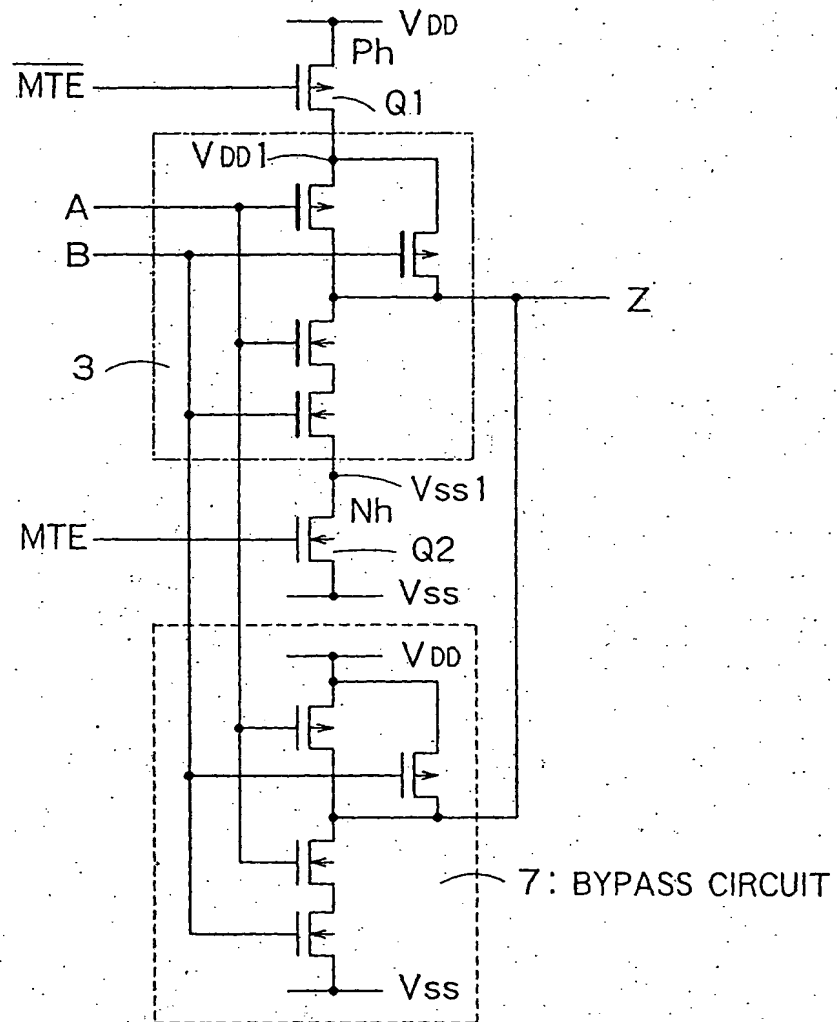 VDD
Ph
MTE
Q1
VDD1
A
B
Z
3
Vss1
Nh
MTE
Q2
Vss
VDD
7: BYPASS CIRCUIT
Vss